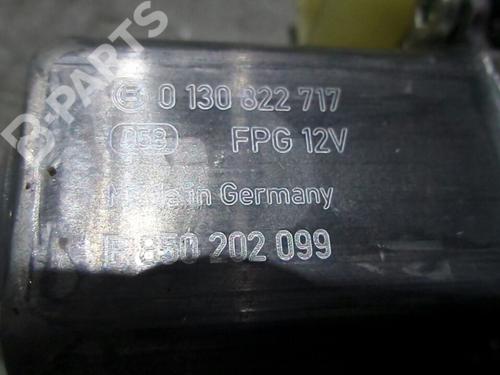 B-PARTS
0 130 822 717
FPG 12V
Made in Germany
F 850 202 099